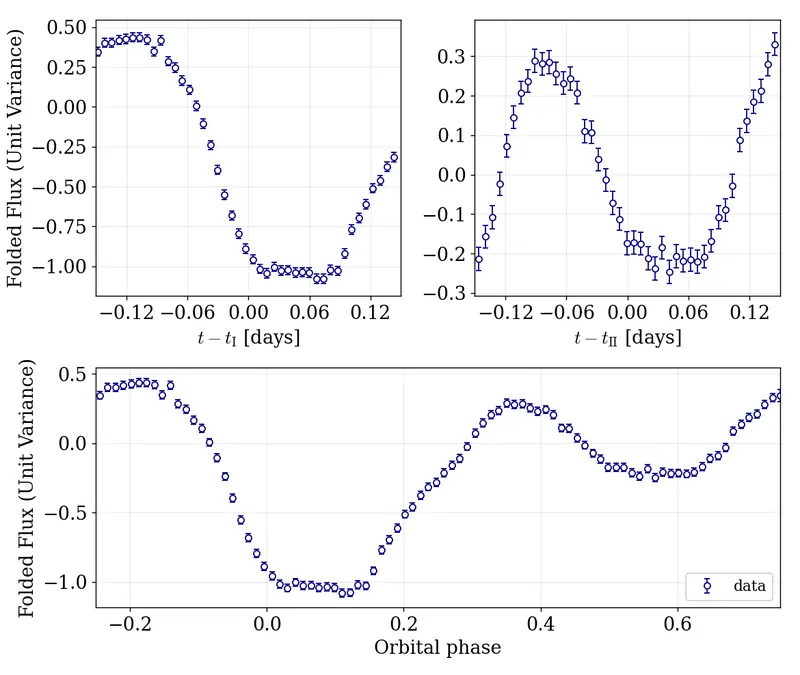 Folded Flux (Unit Variance)
0.50
0.25
0.00
−0.25
−0.50
−0.75
−1.00
−0.12 −0.06 0.00 0.06 0.12
t − tI [days]
0.3
0.2
0.1
0.0
−0.1
−0.2
−0.3
−0.12 −0.06 0.00 0.06 0.12
t − tII [days]
Folded Flux (Unit Variance)
0.5
0.0
−0.5
−1.0
−0.2 0.0 0.2 0.4 0.6
Orbital phase
data